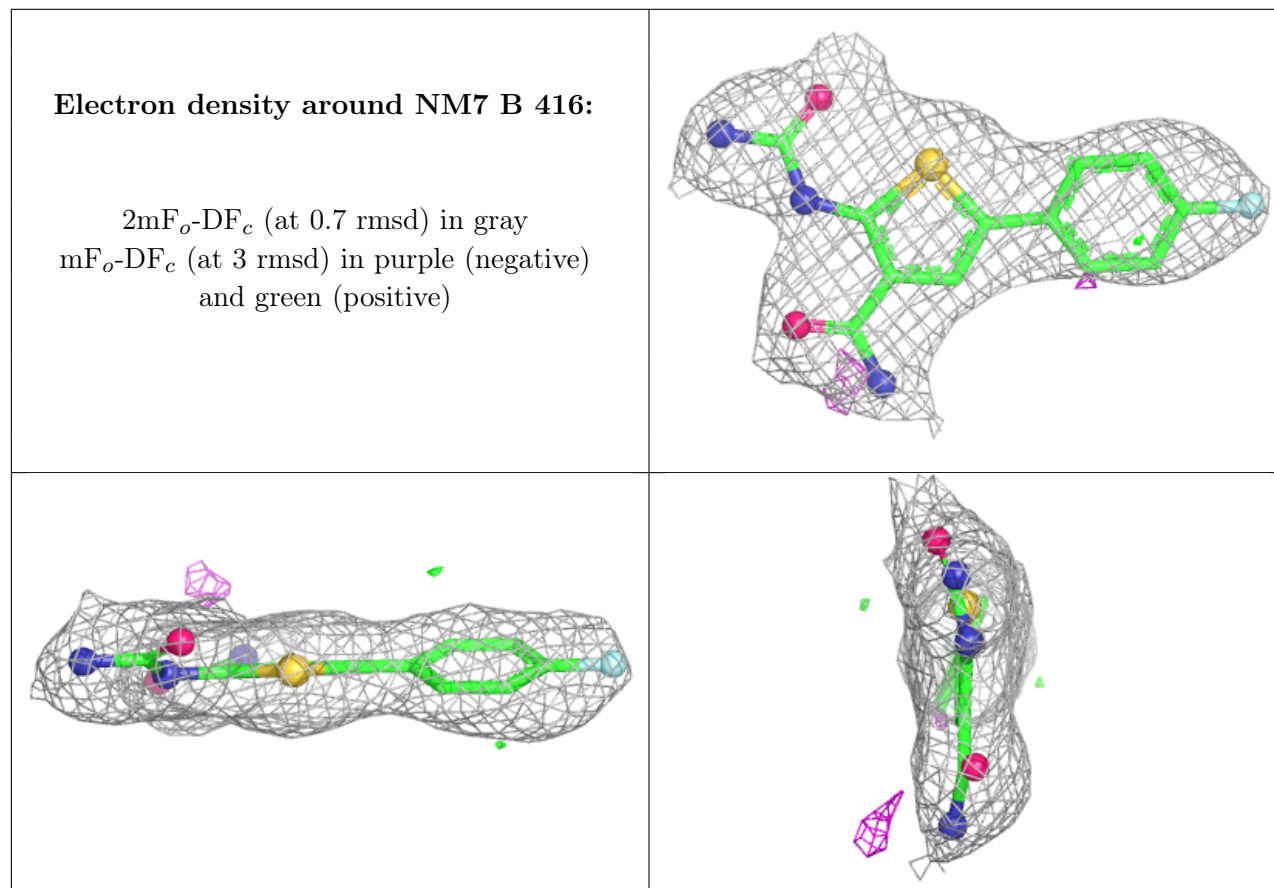 Electron density around NM7 B 416:
2mFₒ-DF𝒸 (at 0.7 rmsd) in gray
mFₒ-DF𝒸 (at 3 rmsd) in purple (negative)
and green (positive)